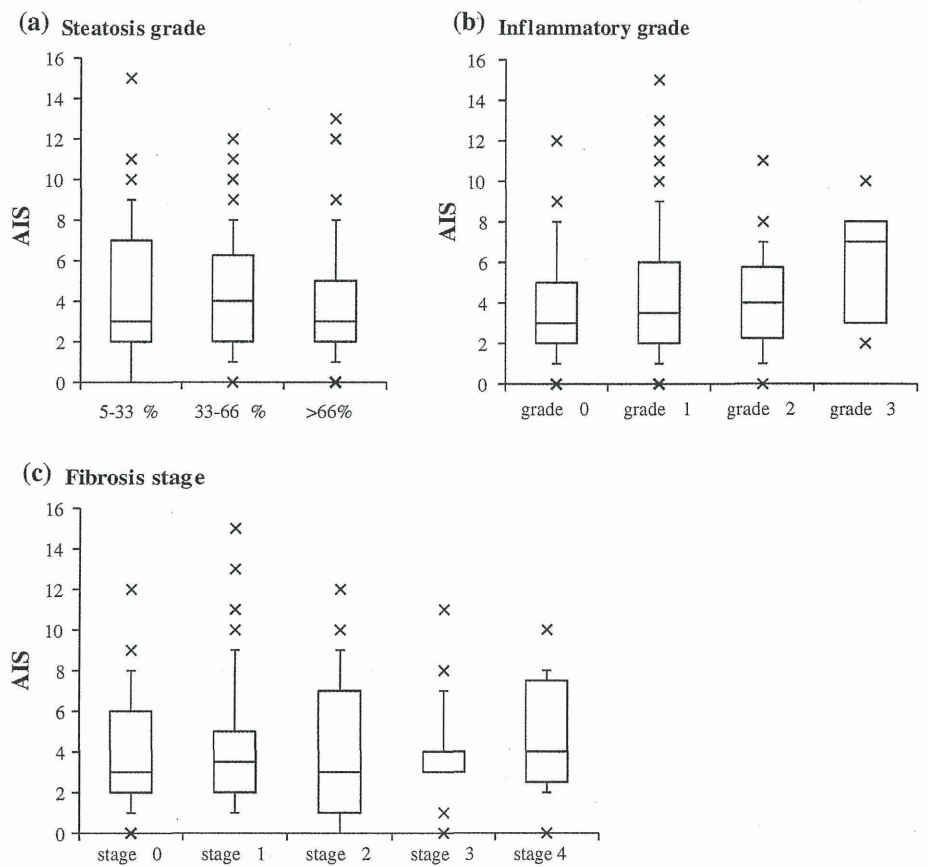 (a) Steatosis grade
16
14
12
10
8
6
4
2
0
AIS
5-33 %
33-66 %
>66%
(b) Inflammatory grade
16
14
12
10
8
6
4
2
0
AIS
grade 0
grade 1
grade 2
grade 3
(c) Fibrosis stage
16
14
12
10
8
6
4
2
0
AIS
stage 0
stage 1
stage 2
stage 3
stage 4